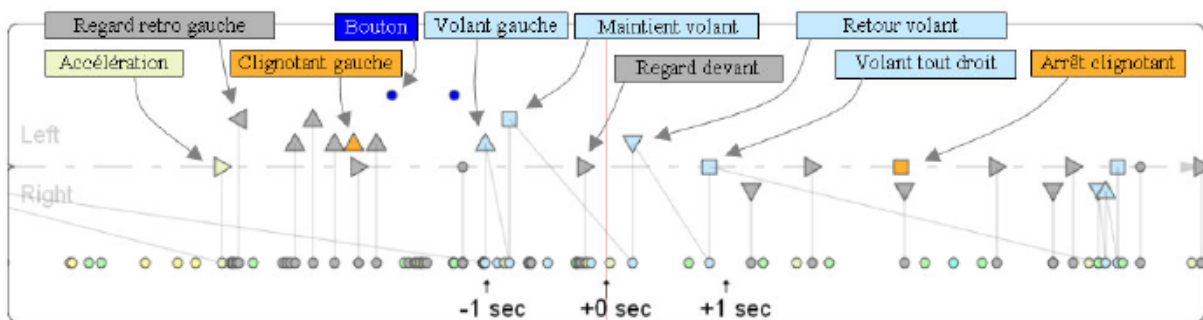 Regard retro gauche
Bouton
Volant gauche
Maintient volant
Retour volant
Accélération
Clignotant gauche
Regard devant
Volant tout droit
Arrêt clignotant
Left
Right
-1 sec
+0 sec
+1 sec